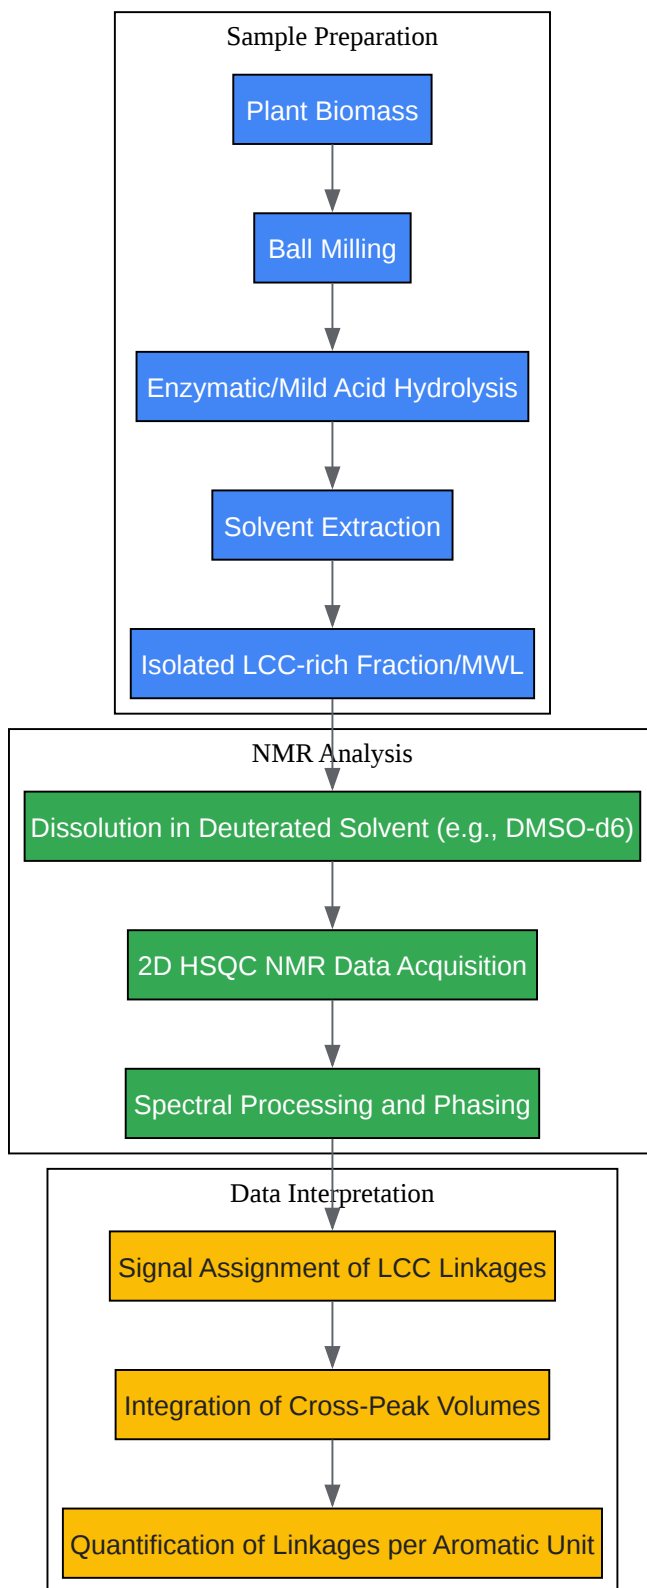 Sample Preparation
Plant Biomass
Ball Milling
Enzymatic/Mild Acid Hydrolysis
Solvent Extraction
Isolated LCC-rich Fraction/MWL
NMR Analysis
Dissolution in Deuterated Solvent (e.g., DMSO-d6)
2D HSQC NMR Data Acquisition
Spectral Processing and Phasing
Data Interpretation
Signal Assignment of LCC Linkages
Integration of Cross-Peak Volumes
Quantification of Linkages per Aromatic Unit